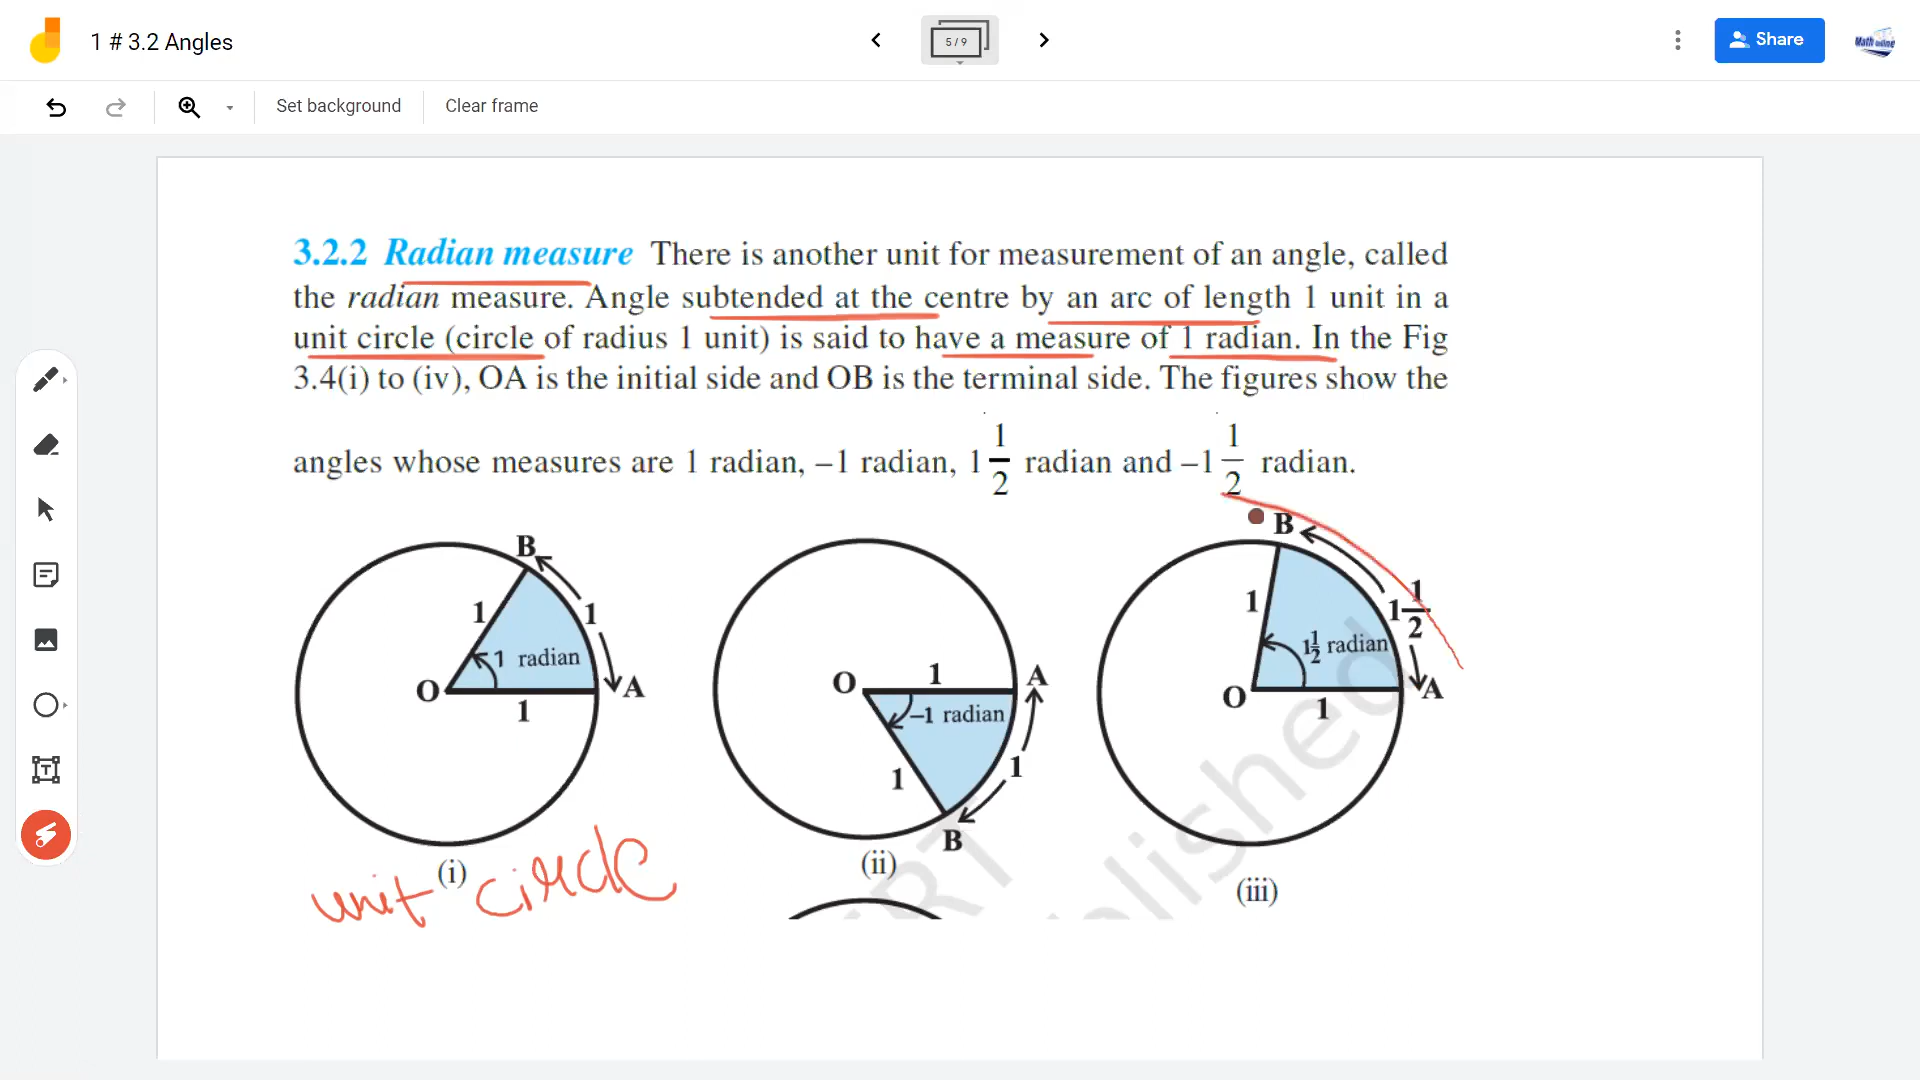 1 # 3.2 Angles
5 / 9
Share
Math online
Set background
Clear frame
3.2.2 Radian measure There is another unit for measurement of an angle, called
the radian measure. Angle subtended at the centre by an arc of length 1 unit in a
unit circle (circle of radius 1 unit) is said to have a measure of 1 radian. In the Fig
3.4(i) to (iv), OA is the initial side and OB is the terminal side. The figures show the
angles whose measures are 1 radian, –1 radian, 1 1/2 radian and –1 1/2 radian.
B
1
1
1 radian
O
A
1
(i)
unit circle
O
1
A
–1 radian
1
1
B
(ii)
B
1
1 1/2
1 1/2 radian
O
1
A
(iii)